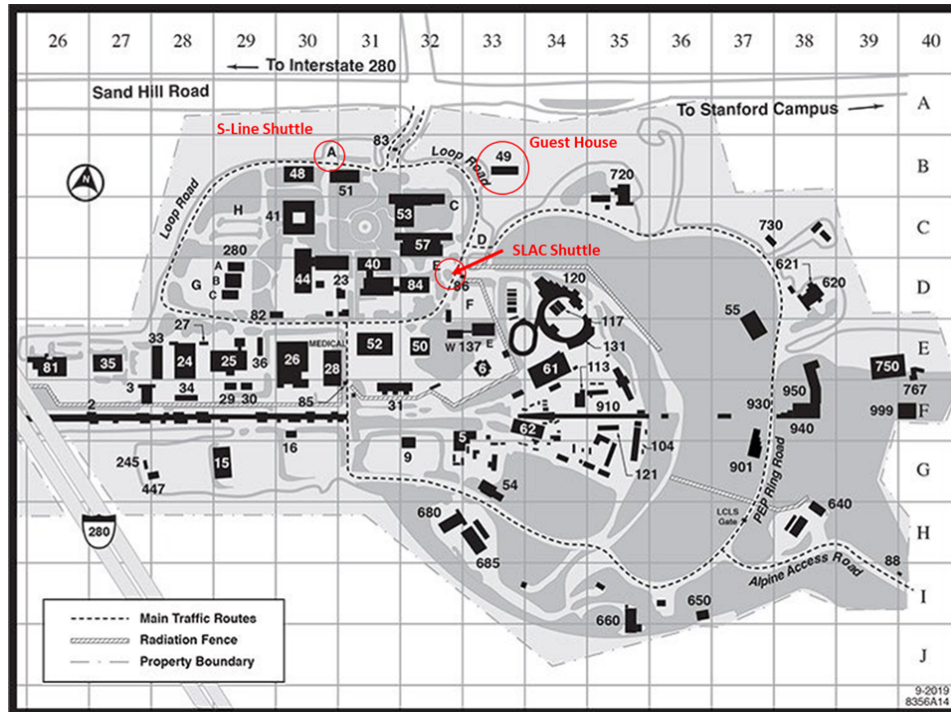 26 27 28 29 30 31 32 33 34 35 36 37 38 39 40
To Interstate 280
Sand Hill Road
A
To Stanford Campus
S-Line Shuttle
Guest House
83
A
49
Loop Road
B
48
51
720
N
Loop Road
H
41
53
C
730
C
57
D
280
SLAC Shuttle
A
G
B
C
44
40
E
23
84
86
120
621
620
D
82
F
117
55
27
33
MEDICAL
52
50
W 137 E
131
E
81
35
24
25
36
26
28
6
61
113
750
767
3
34
29 30
85
31
950
2
910
930
940
999
F
16
9
5
62
104
245
15
LI
121
901
G
447
54
PEP Ring Road
680
LCLS
Gate
640
280
H
685
Alpine Access Road
88
650
I
660
Main Traffic Routes
Radiation Fence
Property Boundary
J
9-2019
8356A14